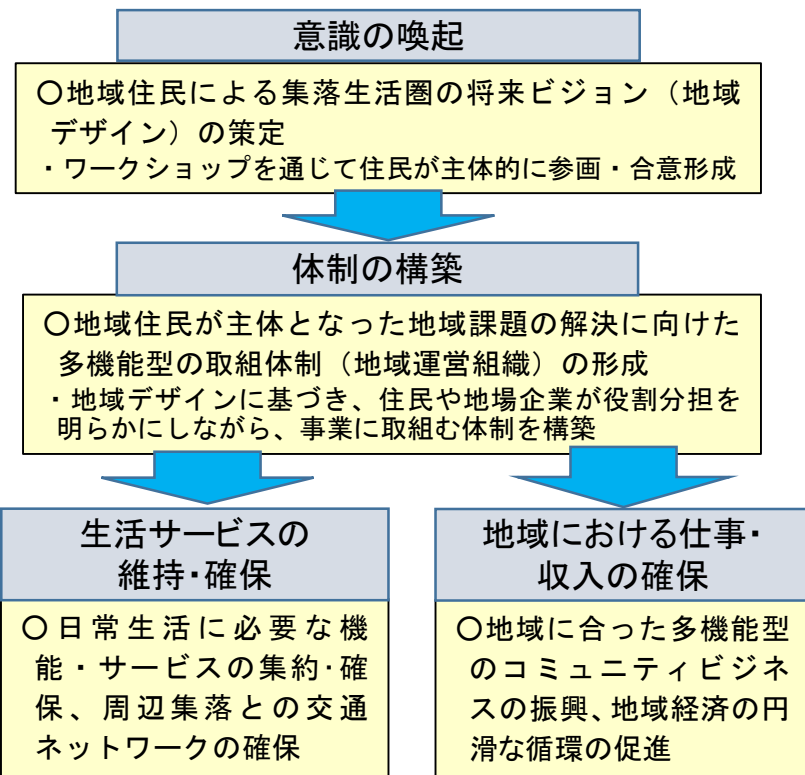 意識の喚起
〇地域住民による集落生活圏の将来ビジョン（地域
デザイン）の策定
・ワークショップを通じて住民が主体的に参画・合意形成
体制の構築
〇地域住民が主体となった地域課題の解決に向けた
多機能型の取組体制（地域運営組織）の形成
・地域デザインに基づき、住民や地場企業が役割分担を
明らかにしながら、事業に取組む体制を構築
生活サービスの
維持・確保
〇日常生活に必要な機
能・サービスの集約・確
保、周辺集落との交通
ネットワークの確保
地域における仕事・
収入の確保
〇地域に合った多機能型
のコミュニティビジネ
スの振興、地域経済の円
滑な循環の促進